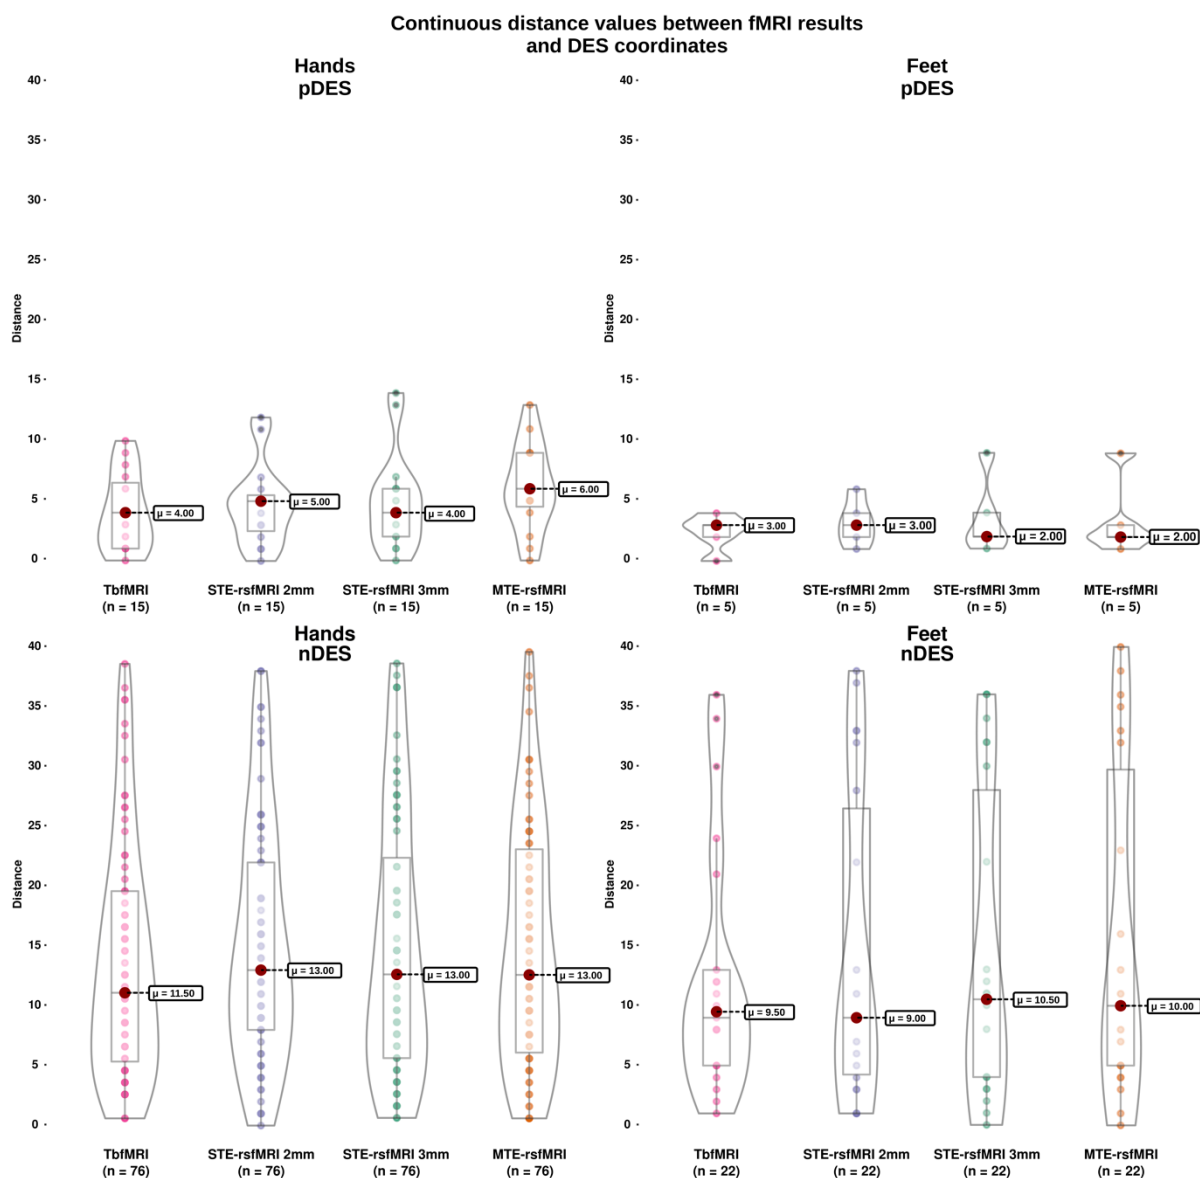 Continuous distance values between fMRI results
and DES coordinates
Hands
pDES
40
35
30
25
20
15
10
5
0
Distance
μ = 4.00
μ = 5.00
μ = 4.00
μ = 6.00
TbfMRI
(n = 15)
STE-rsfMRI 2mm
(n = 15)
STE-rsfMRI 3mm
(n = 15)
MTE-rsfMRI
(n = 15)
Feet
pDES
40
35
30
25
20
15
10
5
0
Distance
μ = 3.00
μ = 3.00
μ = 2.00
μ = 2.00
TbfMRI
(n = 5)
STE-rsfMRI 2mm
(n = 5)
STE-rsfMRI 3mm
(n = 5)
MTE-rsfMRI
(n = 5)
Hands
nDES
40
35
30
25
20
15
10
5
0
Distance
μ = 11.50
μ = 13.00
μ = 13.00
μ = 13.00
TbfMRI
(n = 76)
STE-rsfMRI 2mm
(n = 76)
STE-rsfMRI 3mm
(n = 76)
MTE-rsfMRI
(n = 76)
Feet
nDES
40
35
30
25
20
15
10
5
0
Distance
μ = 9.50
μ = 9.00
μ = 10.50
μ = 10.00
TbfMRI
(n = 22)
STE-rsfMRI 2mm
(n = 22)
STE-rsfMRI 3mm
(n = 22)
MTE-rsfMRI
(n = 22)